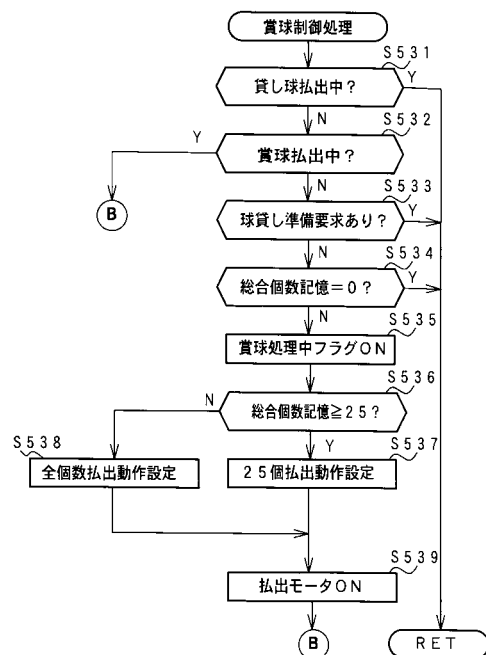 賞球制御処理
S531
貸し球払出中？
Y
N
S532
Y
賞球払出中？
N
B
S533
球貸し準備要求あり？
Y
N
S534
総合個数記憶＝0？
Y
N
S535
賞球処理中フラグON
S536
N
総合個数記憶≧25？
S538
Y
S537
全個数払出動作設定
25個払出動作設定
S539
払出モータON
B
RET